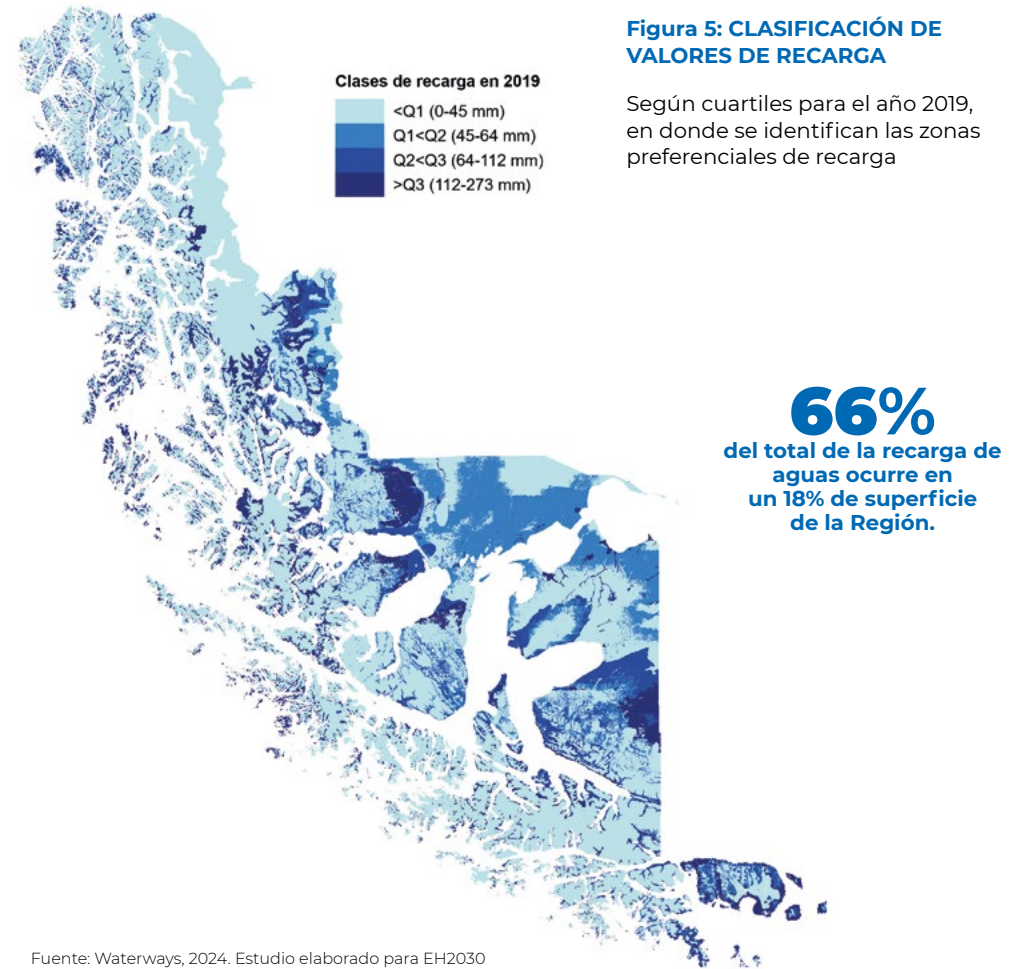 Figura 5: CLASIFICACIÓN DE
VALORES DE RECARGA
Según cuartiles para el año 2019,
en donde se identifican las zonas
preferenciales de recarga
Clases de recarga en 2019
<Q1 (0-45 mm)
Q1<Q2 (45-64 mm)
Q2<Q3 (64-112 mm)
>Q3 (112-273 mm)
66%
del total de la recarga de
aguas ocurre en
un 18% de superficie
de la Región.
Fuente: Waterways, 2024. Estudio elaborado para EH2030